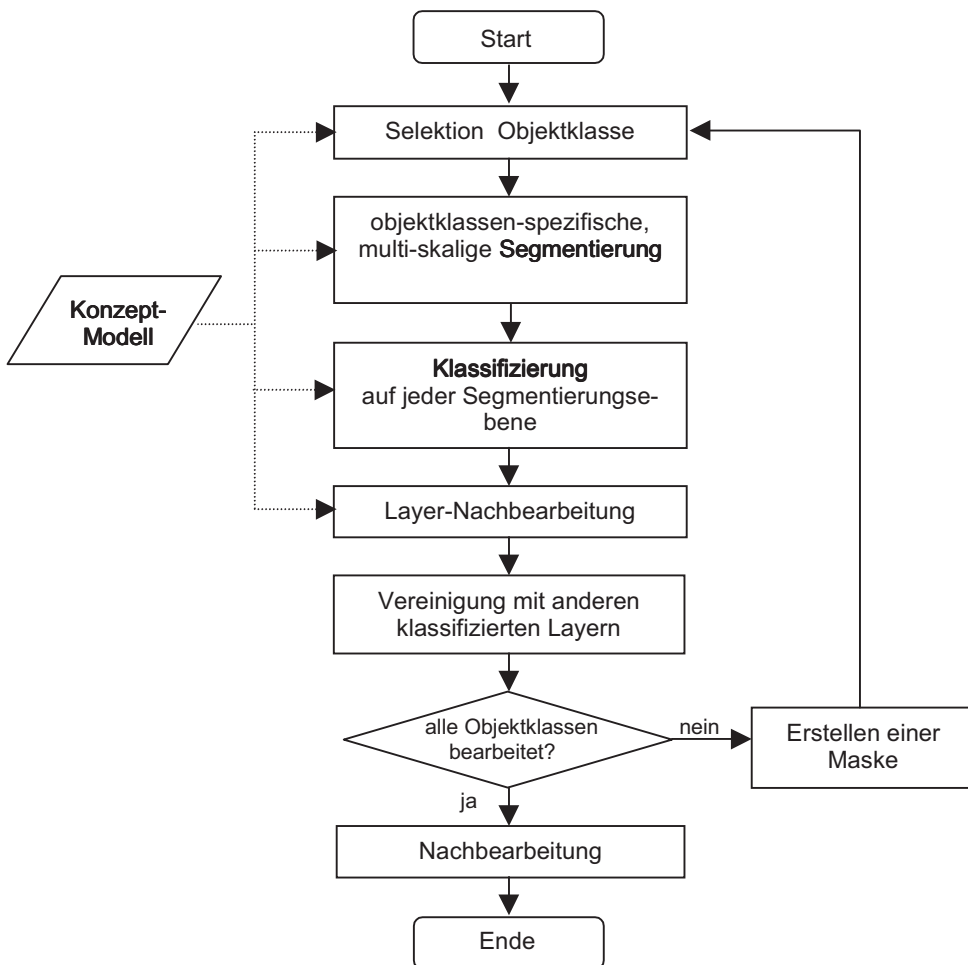 Start
Selektion Objektklasse
objektklassen-spezifische,
multi-skalige Segmentierung
Konzept-
Modell
Klassifizierung
auf jeder Segmentierungse-
bene
Layer-Nachbearbeitung
Vereinigung mit anderen
klassifizierten Layern
alle Objektklassen
bearbeitet?
nein
Erstellen einer
Maske
ja
Nachbearbeitung
Ende